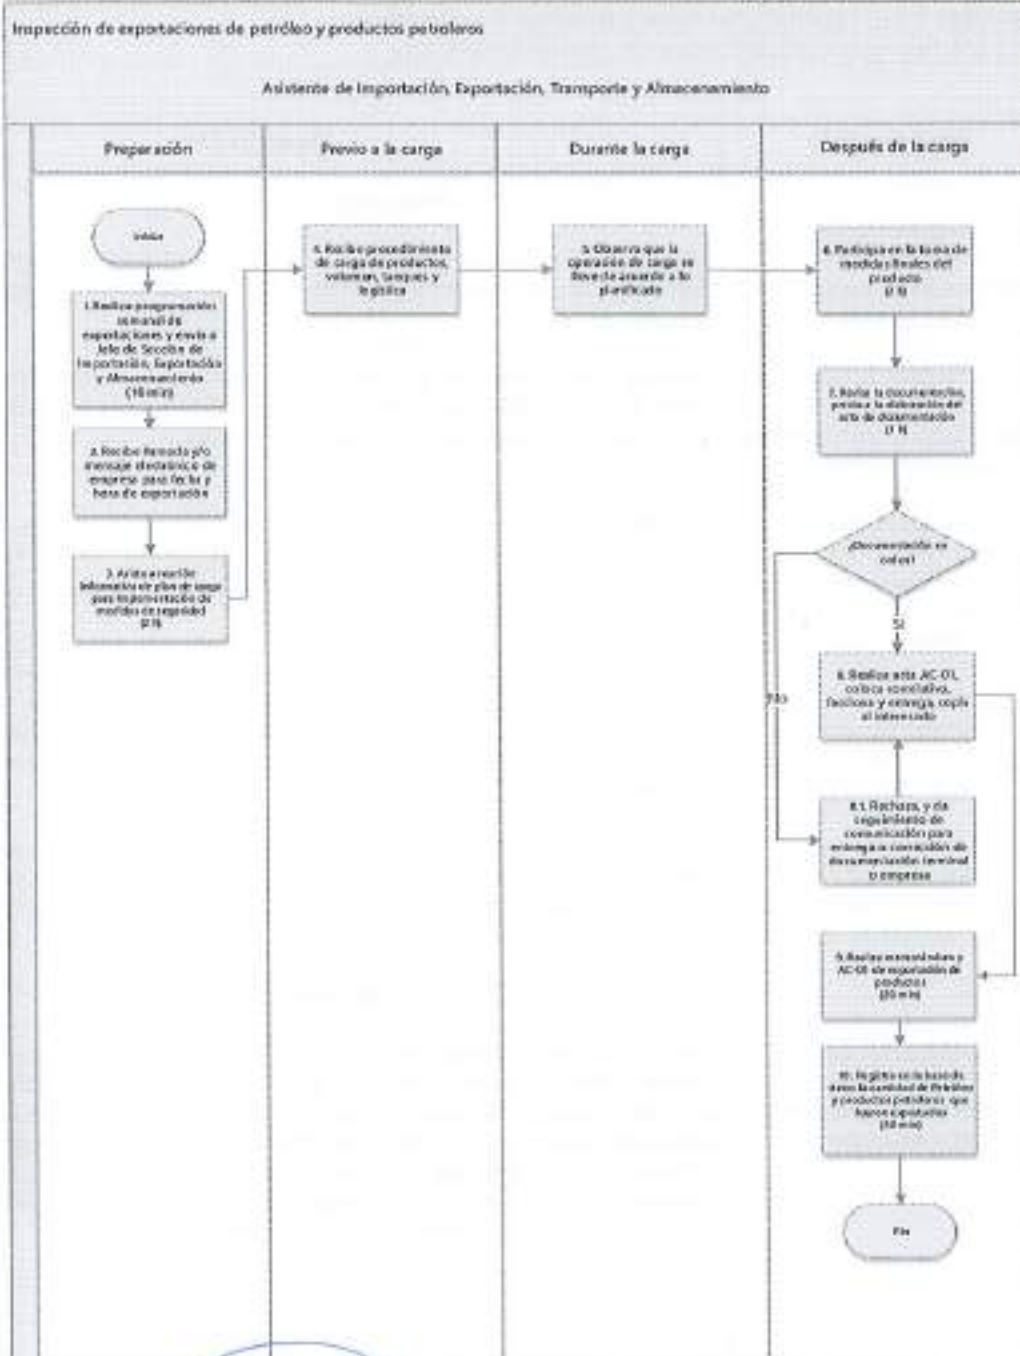 Inspección de exportaciones de petróleo y productos petroleros
Asistente de Importación, Exportación, Transporte y Almacenamiento
Preparación
Previo a la carga
Durante la carga
Después de la carga
Inicio
1. Realiza programación
semanal de
exportaciones y envía a
Jefe de Sección de
Importación, Exportación
y Almacenamiento
2. Recibe llamada y/o
mensaje electrónico de
empresa para fecha y
hora de exportación
3. Asiste a reunión
informativa de plan de carga
para implementación de
medidas de seguridad
4. Recibe procedimiento
de carga de productos,
volumen, tanques y
logística
5. Observa que la
operación de carga se
lleve de acuerdo a lo
planificado
6. Participa en la toma de
medidas finales del
producto
7. Revisa la documentación,
previo a la elaboración del
acta de documentación
¿Documentación en
orden?
Si
No
8. Realiza acta AC-01,
coloca correlativo,
facciona y entrega copia
al interesado
8.1. Rechaza, y da
seguimiento de
comunicación para
entrega o corrección de
documentación terminal
o empresa
9. Realiza
AC-01 de exportación de
productos
(20 min)
10. Registra en la base de
datos la cantidad de Petróleo
y productos petroleros que
fueron exportados
Fin